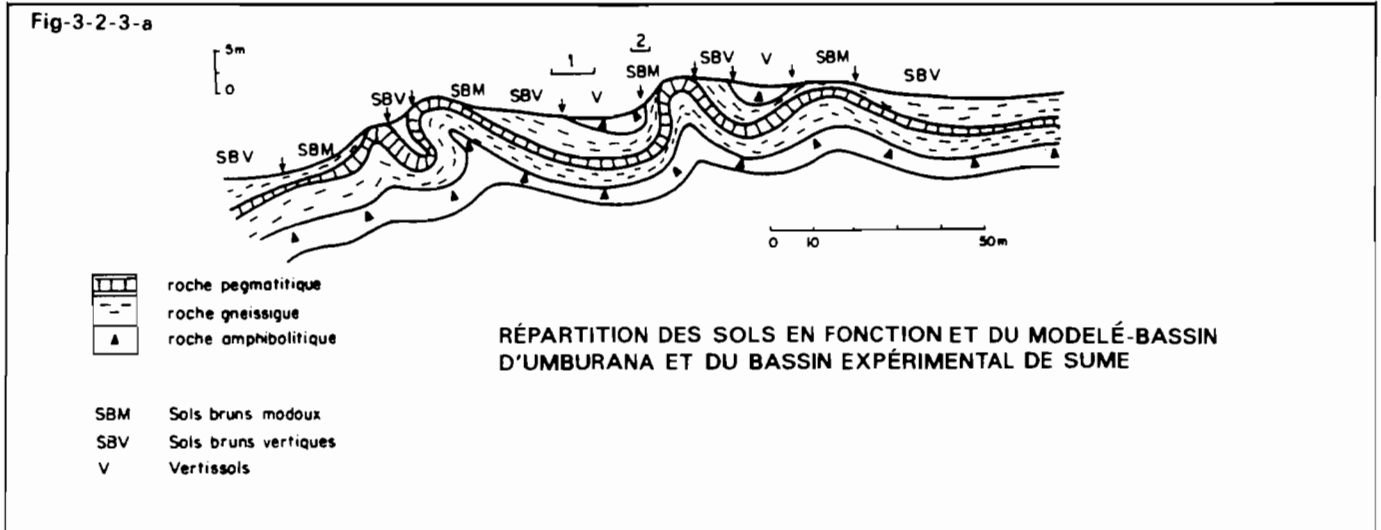 Fig-3-2-3-a
5m
0
1
2
SBV
SBM
SBV
SBM
SBV
V
SBM
SBV
V
SBM
SBV
0 10 50m
roche pegmatitique
roche gneissigue
roche amphibolitique
RÉPARTITION DES SOLS EN FONCTION ET DU MODELÉ-BASSIN
D'UMBURANA ET DU BASSIN EXPÉRIMENTAL DE SUME
SBM Sols bruns modaux
SBV Sols bruns vertiques
V Vertissols